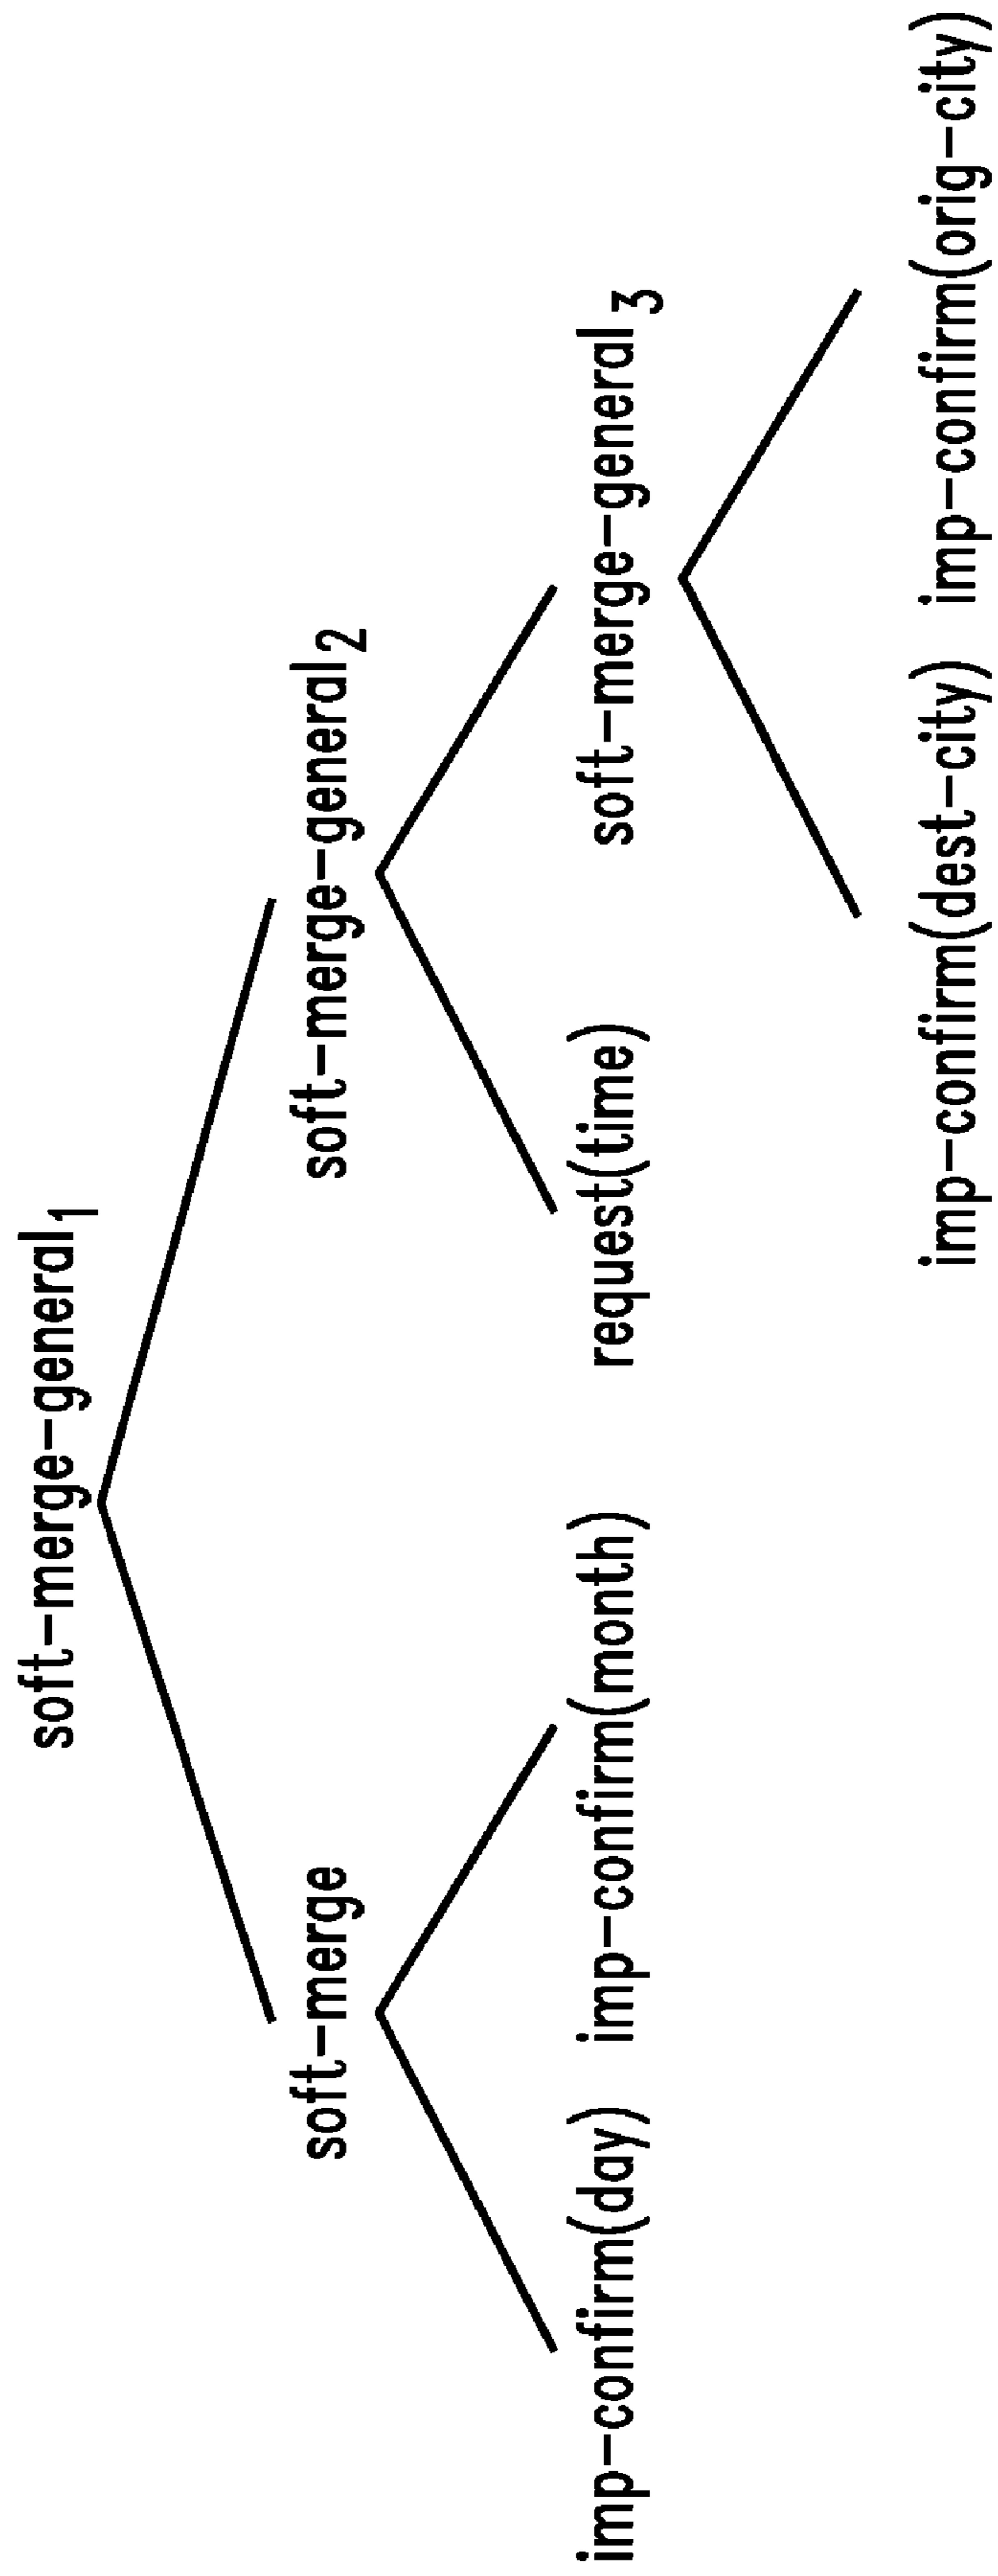 soft-merge-general1
soft-merge soft-merge-general2
imp-confirm(day) imp-confirm(month) request(time) soft-merge-general3
imp-confirm(dest-city) imp-confirm(orig-city)